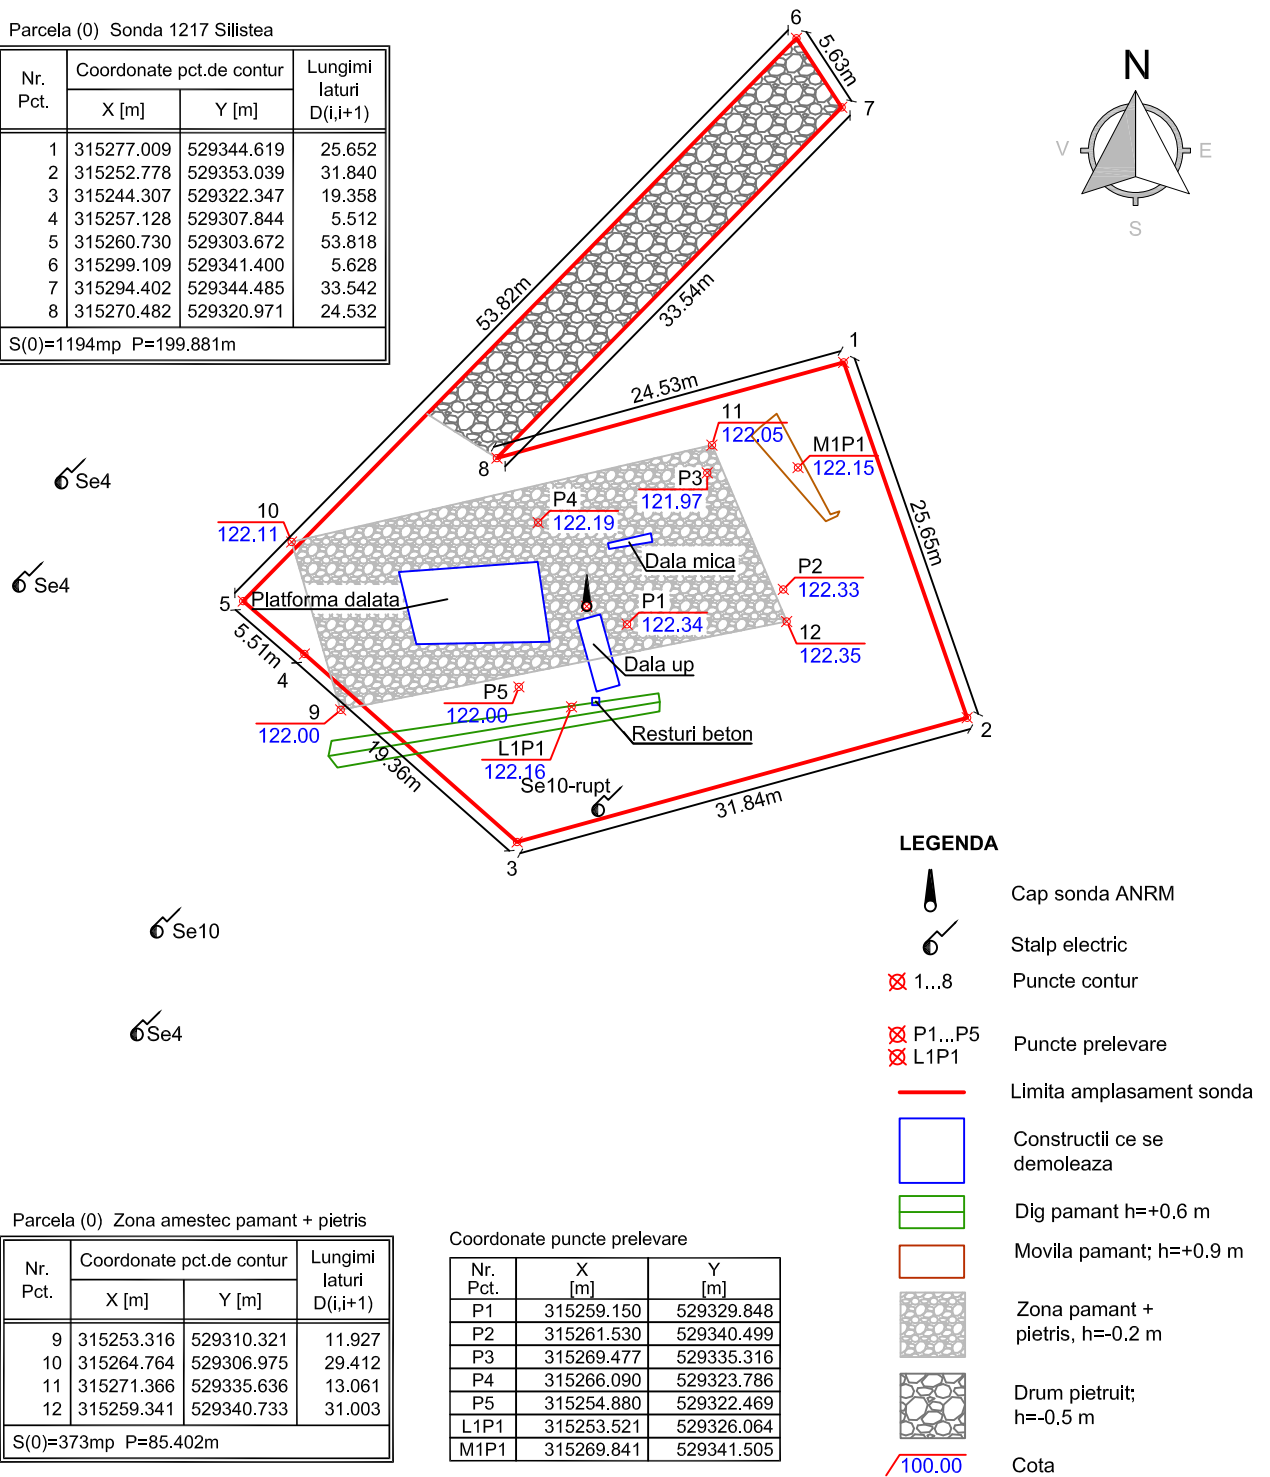 Parcela (0) Sonda 1217 Silistea
Nr. Pct. Coordonate pct.de contur Lungimi laturi D(i,i+1)
X [m] Y [m]
1 315277.009 529344.619 25.652
2 315252.778 529353.039 31.840
3 315244.307 529322.347 19.358
4 315257.128 529307.844 5.512
5 315260.730 529303.672 53.818
6 315299.109 529341.400 5.628
7 315294.402 529344.485 33.542
8 315270.482 529320.971 24.532
S(0)=1194mp P=199.881m
6
5.63m
7
53.82m
33.54m
N
V
E
S
1
24.53m
8
11
122.05
M1P1
122.15
P3
121.97
P4
122.19
10
122.11
Se4
Se4
25.65m
Dala mica
P2
122.33
5
Platforma dalata
P1
122.34
12
122.35
5.51m
4
Dala up
9
122.00
P5
122.00
L1P1
122.16
Resturi beton
19.36m
Se10-rupt
2
31.84m
3
Se10
Se4
LEGENDA
Cap sonda ANRM
Stalp electric
1...8 Puncte contur
P1...P5
L1P1
Puncte prelevare
Limita amplasament sonda
Constructii ce se
demoleaza
Dig pamant h=+0.6 m
Movila pamant; h=+0.9 m
Zona pamant +
pietris, h=-0.2 m
Drum pietruit;
h=-0.5 m
100.00 Cota
Parcela (0) Zona amestec pamant + pietris
Nr. Pct. Coordonate pct.de contur Lungimi laturi D(i,i+1)
X [m] Y [m]
9 315253.316 529310.321 11.927
10 315264.764 529306.975 29.412
11 315271.366 529335.636 13.061
12 315259.341 529340.733 31.003
S(0)=373mp P=85.402m
Coordonate puncte prelevare
Nr. Pct. X [m] Y [m]
P1 315259.150 529329.848
P2 315261.530 529340.499
P3 315269.477 529335.316
P4 315266.090 529323.786
P5 315254.880 529322.469
L1P1 315253.521 529326.064
M1P1 315269.841 529341.505